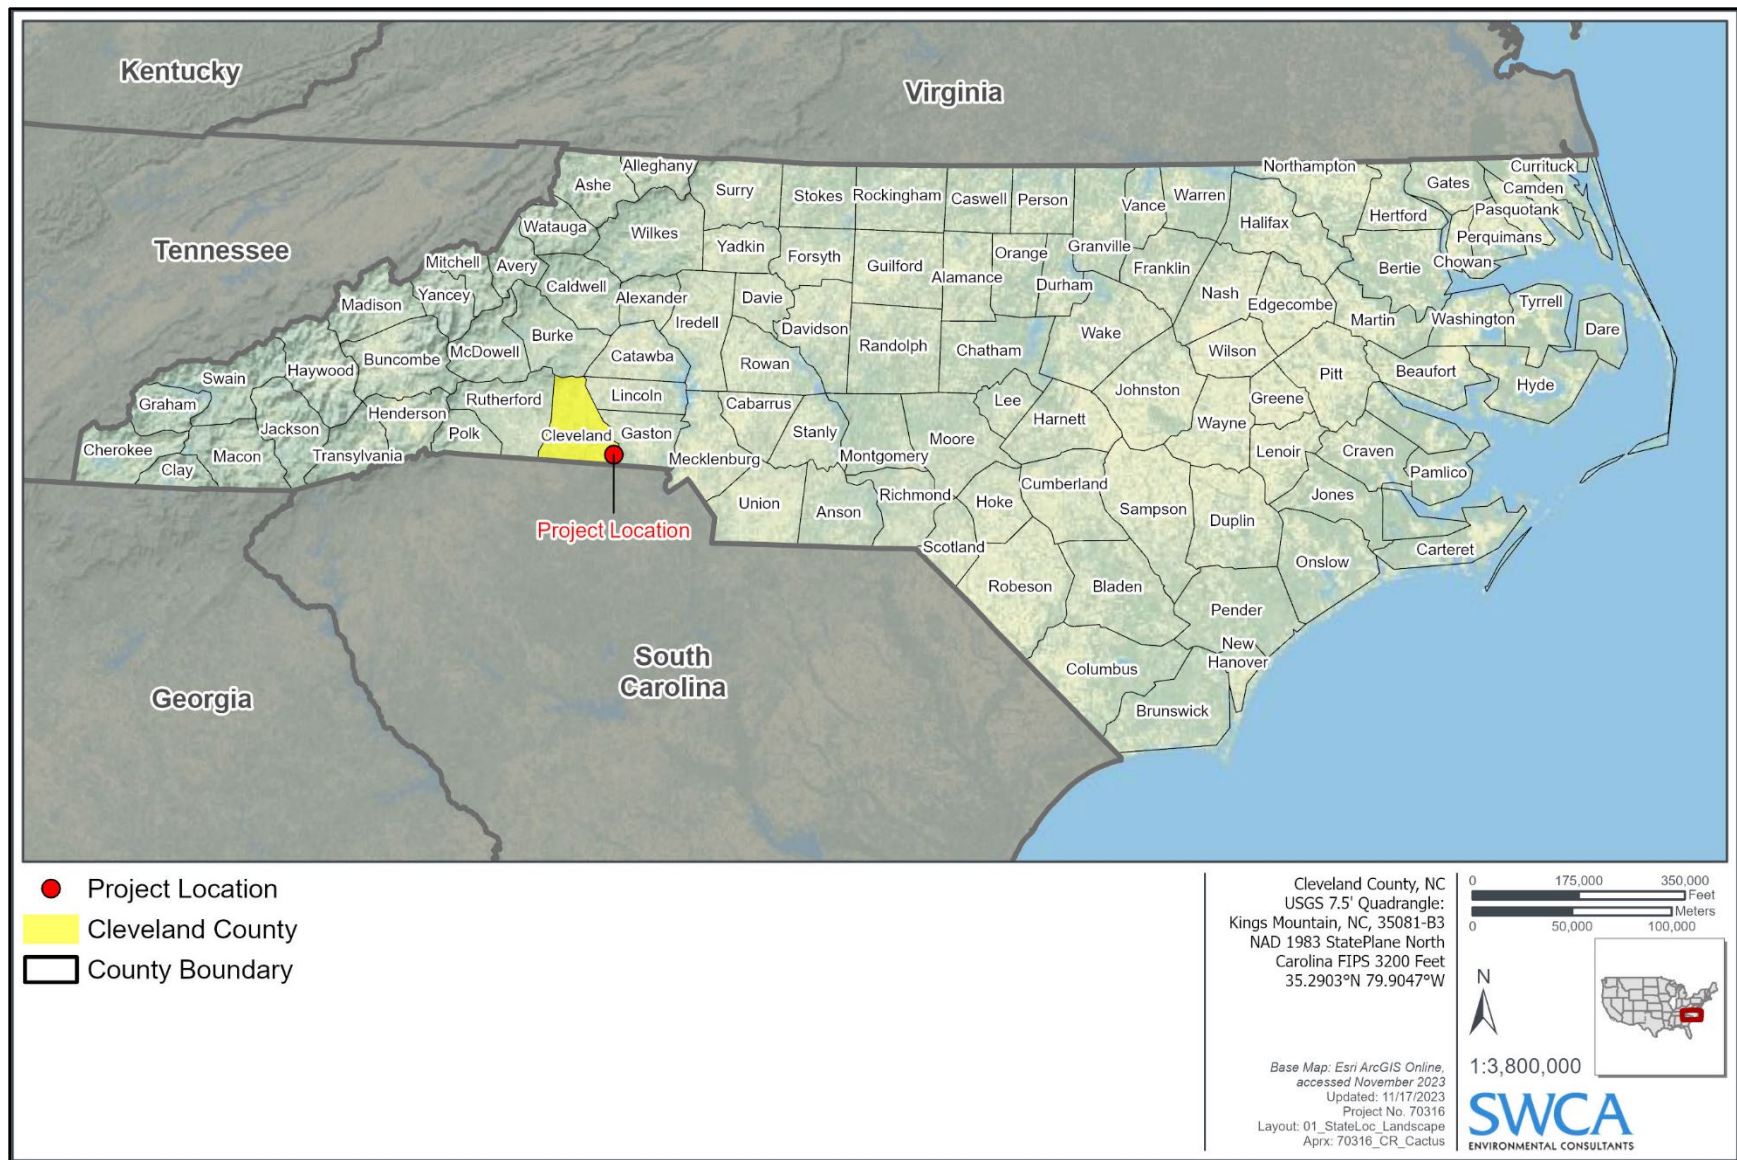 Kentucky
Virginia
Tennessee
Georgia
South
Carolina
Alleghany
Ashe
Surry
Stokes
Rockingham
Caswell
Person
Vance
Warren
Northampton
Gates
Currituck
Camden
Pasquotank
Perquimans
Chowan
Hertford
Halifax
Bertie
Watauga
Wilkes
Yadkin
Forsyth
Guilford
Alamance
Orange
Durham
Granville
Franklin
Nash
Edgecombe
Martin
Washington
Tyrrell
Dare
Mitchell
Avery
Yancey
Madison
Caldwell
Alexander
Davie
Iredell
Davidson
Randolph
Chatham
Wake
Wilson
Pitt
Beaufort
Hyde
Burke
McDowell
Buncombe
Haywood
Swain
Graham
Catawba
Rowan
Rutherford
Lincoln
Cabarrus
Stanly
Montgomery
Moore
Lee
Harnett
Johnston
Wayne
Greene
Lenoir
Craven
Pamlico
Jones
Henderson
Polk
Cleveland
Gaston
Mecklenburg
Jackson
Transylvania
Macon
Clay
Cherokee
Union
Anson
Richmond
Hoke
Cumberland
Sampson
Duplin
Onslow
Carteret
Scotland
Robeson
Bladen
Pender
New
Hanover
Columbus
Brunswick
Project Location
Project Location
Cleveland County
County Boundary
Cleveland County, NC
USGS 7.5' Quadrangle:
Kings Mountain, NC, 35081-B3
NAD 1983 StatePlane North
Carolina FIPS 3200 Feet
35.2903°N 79.9047°W
Base Map: Esri ArcGIS Online,
accessed November 2023
Updated: 11/17/2023
Project No. 70316
Layout: 01_StateLoc_Landscape
Aprx: 70316_CR_Cactus
0 175,000 350,000
Feet
Meters
0 50,000 100,000
N
1:3,800,000
SWCA
ENVIRONMENTAL CONSULTANTS